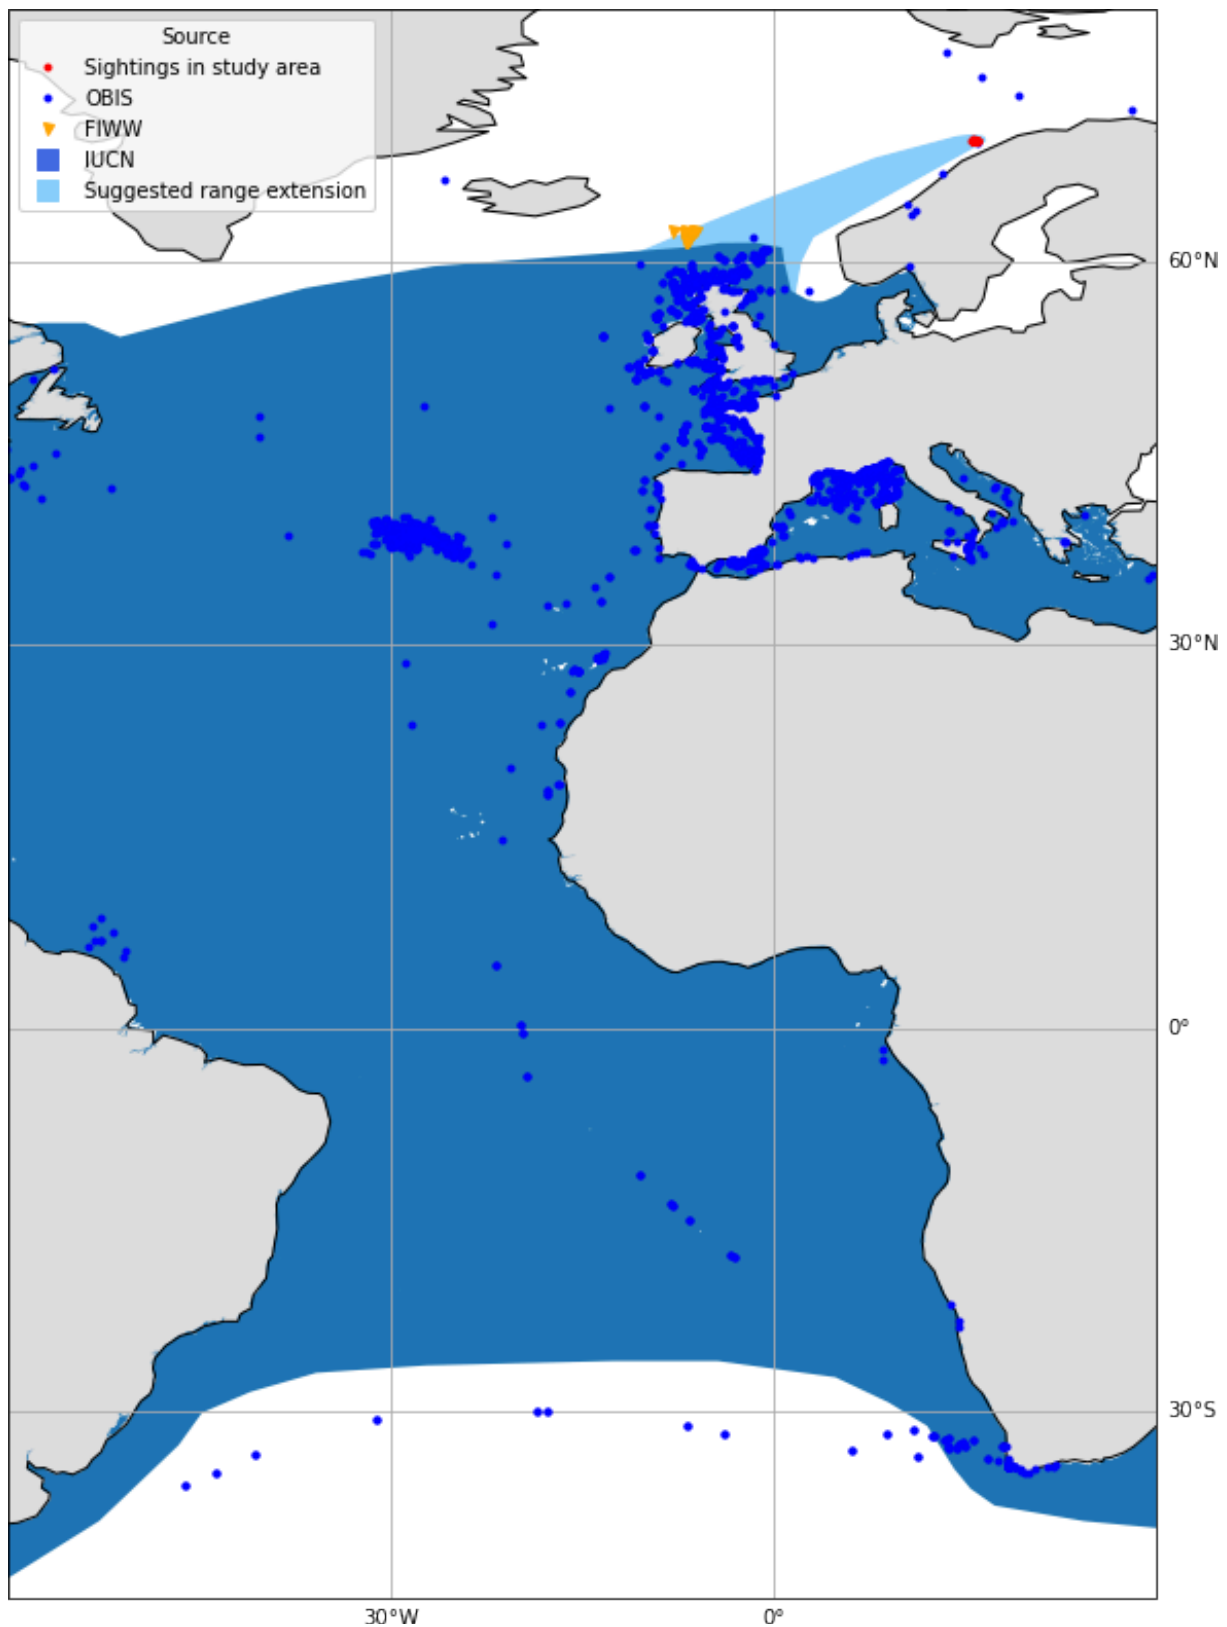 Source
Sightings in study area
OBIS
FIWW
IUCN
Suggested range extension
60°N
30°N
0°
30°S
30°W
0°